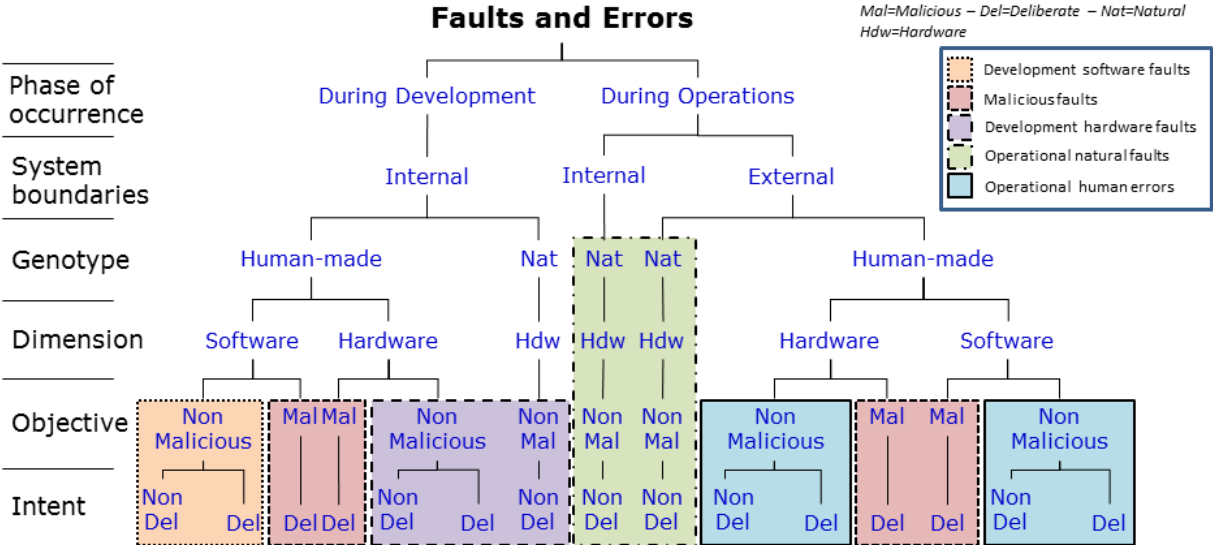 Faults and Errors
Mal=Malicious – Del=Deliberate – Nat=Natural
Hdw=Hardware
Development software faults
Malicious faults
Development hardware faults
Operational natural faults
Operational human errors
Phase of
occurrence
During Development
During Operations
System
boundaries
Internal
Internal
External
Genotype
Human-made
Nat
Nat
Nat
Human-made
Dimension
Software
Hardware
Hdw
Hdw
Hdw
Hardware
Software
Objective
Non
Malicious
Mal
Mal
Non
Malicious
Non
Mal
Non
Mal
Non
Mal
Non
Malicious
Mal
Mal
Non
Malicious
Intent
Non
Del
Del
Del
Del
Non
Del
Del
Non
Del
Non
Del
Non
Del
Non
Del
Del
Del
Del
Non
Del
Del